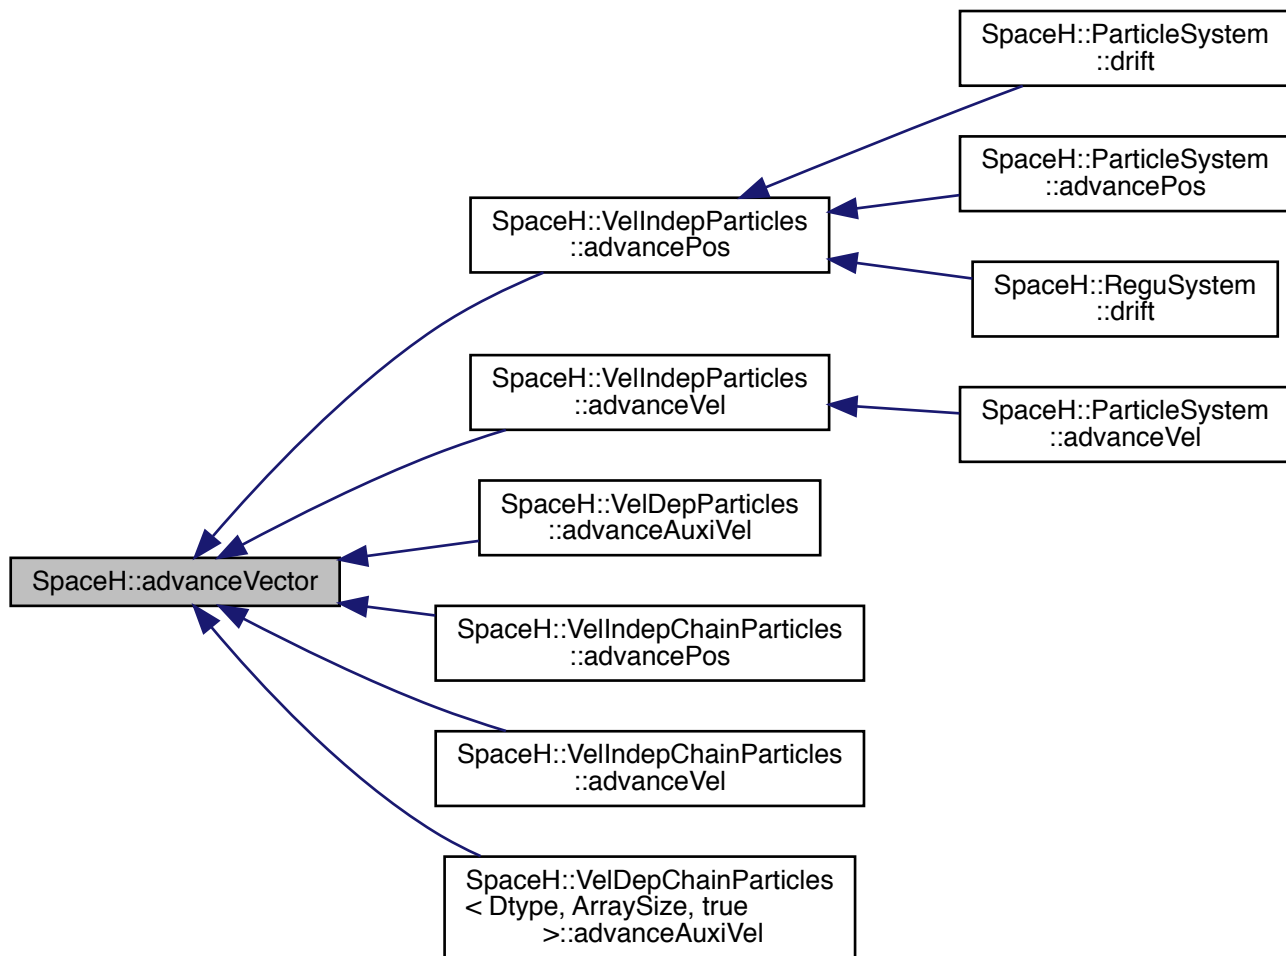 SpaceH::ParticleSystem
::drift
SpaceH::ParticleSystem
::advancePos
SpaceH::VelIndepParticles
::advancePos
SpaceH::ReguSystem
::drift
SpaceH::VelIndepParticles
::advanceVel
SpaceH::ParticleSystem
::advanceVel
SpaceH::VelDepParticles
::advanceAuxiVel
SpaceH::advanceVector
SpaceH::VelIndepChainParticles
::advancePos
SpaceH::VelIndepChainParticles
::advanceVel
SpaceH::VelDepChainParticles
< Dtype, ArraySize, true
>::advanceAuxiVel